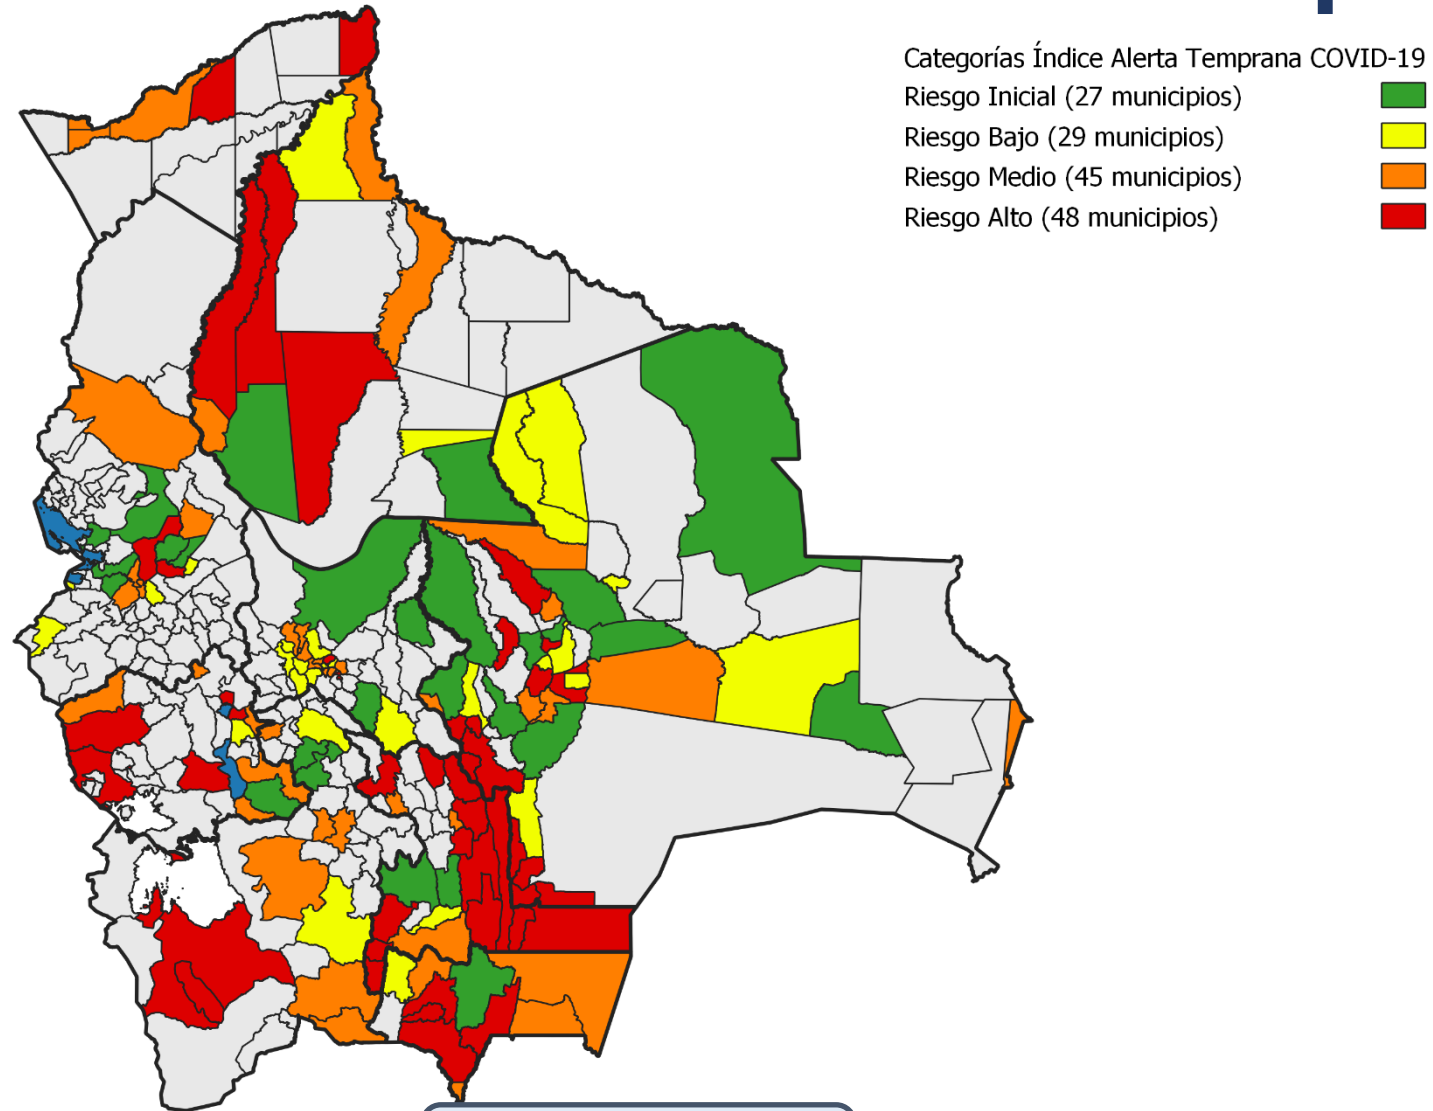 Categorías Índice Alerta Temprana COVID-19
Riesgo Inicial (27 municipios)
Riesgo Bajo (29 municipios)
Riesgo Medio (45 municipios)
Riesgo Alto (48 municipios)